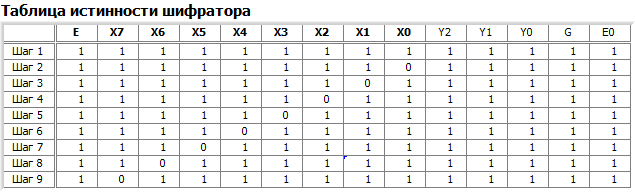 Таблица истинности шифратора
E X7 X6 X5 X4 X3 X2 X1 X0 Y2 Y1 Y0 G E0
Шаг 1 1 1 1 1 1 1 1 1 1 1 1 1 1 1
Шаг 2 1 1 1 1 1 1 1 1 0 1 1 1 1 1
Шаг 3 1 1 1 1 1 1 1 0 1 1 1 1 1 1
Шаг 4 1 1 1 1 1 1 0 1 1 1 1 1 1 1
Шаг 5 1 1 1 1 1 0 1 1 1 1 1 1 1 1
Шаг 6 1 1 1 1 0 1 1 1 1 1 1 1 1 1
Шаг 7 1 1 1 0 1 1 1 1 1 1 1 1 1 1
Шаг 8 1 1 0 1 1 1 1 1 1 1 1 1 1 1
Шаг 9 1 0 1 1 1 1 1 1 1 1 1 1 1 1